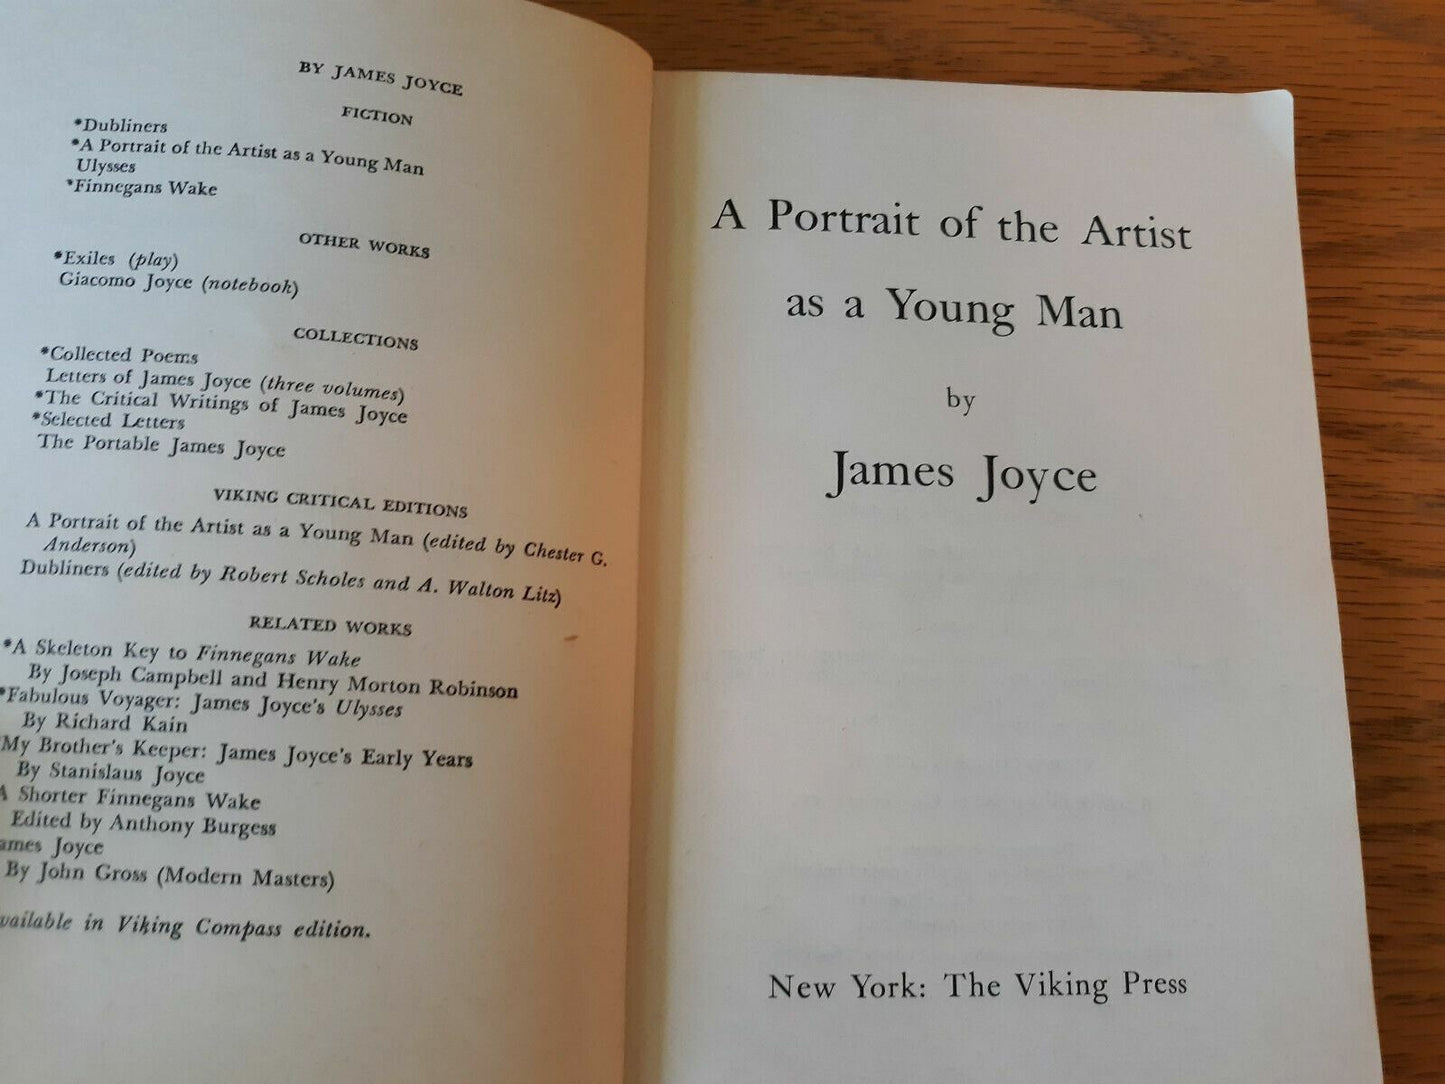 BY JAMES JOYCE
FICTION
*Dubliners
*A Portrait of the Artist as a Young Man
Ulysses
*Finnegans Wake
OTHER WORKS
*Exiles (play)
Giacomo Joyce (notebook)
COLLECTIONS
*Collected Poems
Letters of James Joyce (three volumes)
*The Critical Writings of James Joyce
*Selected Letters
The Portable James Joyce
VIKING CRITICAL EDITIONS
A Portrait of the Artist as a Young Man (edited by Chester G.
Anderson)
Dubliners (edited by Robert Scholes and A. Walton Litz)
RELATED WORKS
*A Skeleton Key to Finnegans Wake
By Joseph Campbell and Henry Morton Robinson
*Fabulous Voyager: James Joyce's Ulysses
By Richard Kain
My Brother's Keeper: James Joyce's Early Years
By Stanislaus Joyce
A Shorter Finnegans Wake
Edited by Anthony Burgess
ames Joyce
By John Gross (Modern Masters)
vailable in Viking Compass edition.
A Portrait of the Artist
as a Young Man
by
James Joyce
New York: The Viking Press